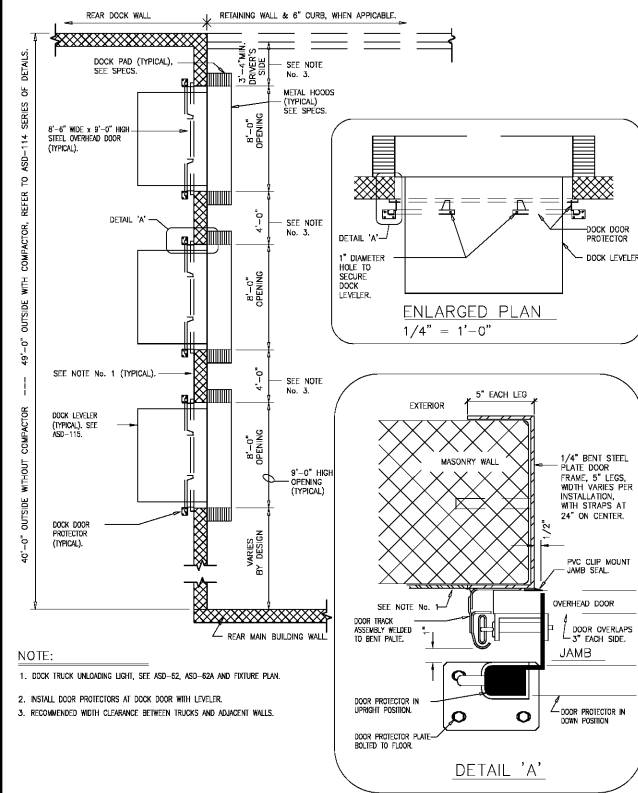 REAR DOCK WALL
RETAINING WALL & 6" CURB, WHEN APPICABLE.
40'-0" OUTSIDE WITHOUT COMPACTOR --- 49'-0" OUTSIDE WITH COMPACTOR, REFER TO ASD-114 SERIES OF DETAILS.
DOCK PAD (TYPICAL),
SEE SPECS.
3'-4"MIN.
DRIVER'S
SIDE
SEE NOTE
No. 3.
METAL HOODS
(TYPICAL)
SEE SPECS.
8'-6" WIDE x 9'-0" HIGH
STEEL OVERHEAD DOOR
(TYPICAL).
8'-0"
OPENING
DETAIL 'A'
4'-0"
SEE NOTE
No. 3.
8'-0"
OPENING
SEE NOTE No. 1 (TYPICAL).
4'-0"
SEE NOTE
No. 3.
DOCK LEVELER
(TYPICAL). SEE
ASD-115.
8'-0"
OPENING
9'-0" HIGH
OPENING
(TYPICAL)
DOCK DOOR
PROTECTOR
(TYPICAL).
VARIES
BY DESIGN
REAR MAIN BUILDING WALL
NOTE:
1. DOCK TRUCK UNLOADING LIGHT, SEE ASD-62, ASD-62A AND FIXTURE PLAN.
2. INSTALL DOOR PROTECTORS AT DOCK DOOR WITH LEVELER.
3. RECOMMENDED WIDTH CLEARANCE BETWEEN TRUCKS AND ADJACENT WALLS.
DETAIL 'A'
1" DIAMETER
HOLE TO
SECURE
DOCK
LEVELER.
DOCK DOOR
PROTECTOR
DOCK LEVELER
ENLARGED PLAN
1/4" = 1'-0"
5" EACH LEG
EXTERIOR
MASONRY WALL
1/4" BENT STEEL
PLATE DOOR
FRAME, 5" LEGS,
WIDTH VARIES PER
INSTALLATION,
WITH STRAPS AT
24" ON CENTER.
1/2"
PVC CLIP MOUNT
JAMB SEAL.
SEE NOTE No. 1
OVERHEAD DOOR
DOOR TRACK
ASSEMBLY WELDED
TO BENT PALTE.
1"
DOOR OVERLAPS
3" EACH SIDE.
JAMB
DOOR PROTECTOR IN
UPRIGHT POSITION.
DOOR PROTECTOR IN
DOWN POSITION
DOOR PROTECTOR PLATE
BOLTED TO FLOOR.
DETAIL 'A'